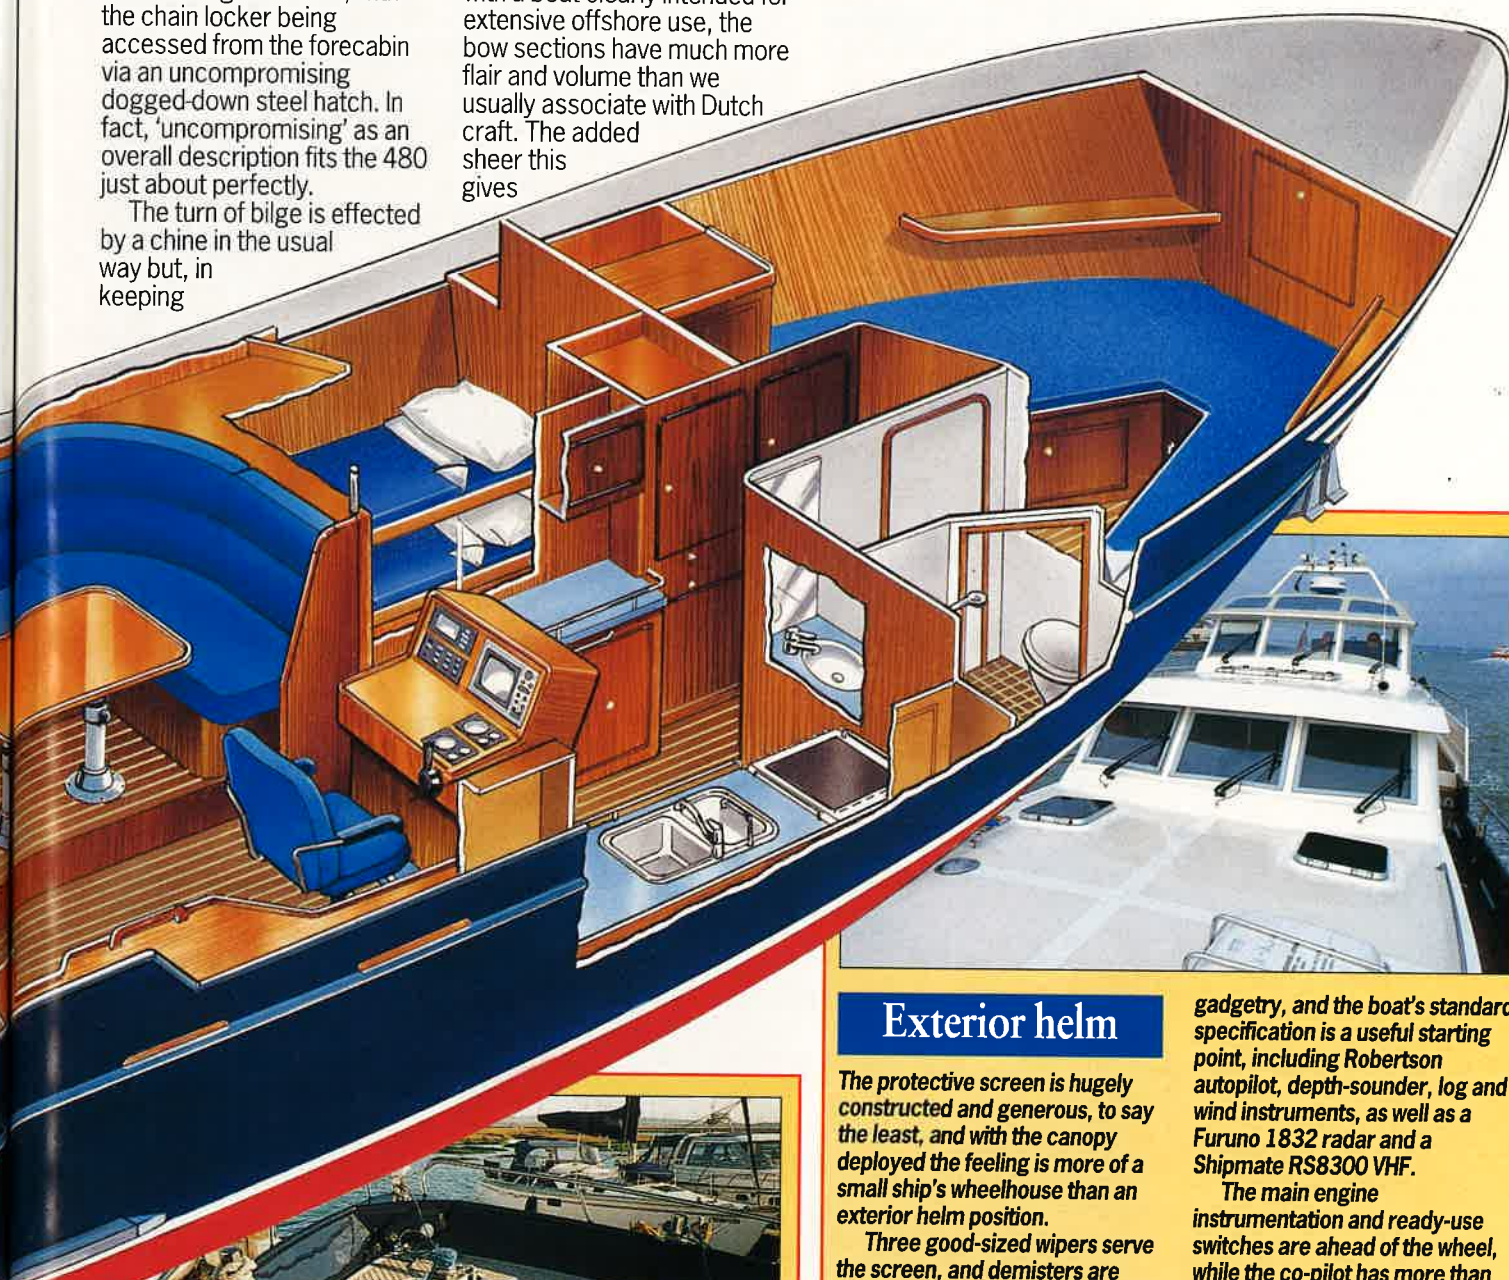 the chain locker being
accessed from the forecabin
via an uncompromising
dogged-down steel hatch. In
fact, 'uncompromising' as an
overall description fits the 480
just about perfectly.
The turn of bilge is effected
by a chine in the usual
way but, in
keeping
with a boat clearly intended for
extensive offshore use, the
bow sections have much more
flair and volume than we
usually associate with Dutch
craft. The added
sheer this
gives
Exterior helm
The protective screen is hugely
constructed and generous, to say
the least, and with the canopy
deployed the feeling is more of a
small ship's wheelhouse than an
exterior helm position.
Three good-sized wipers serve
the screen, and demisters are
gadgetry, and the boat's standard
specification is a useful starting
point, including Robertson
autopilot, depth-sounder, log and
wind instruments, as well as a
Furuno 1832 radar and a
Shipmate RS8300 VHF.
The main engine
instrumentation and ready-use
switches are ahead of the wheel,
while the co-pilot has more than